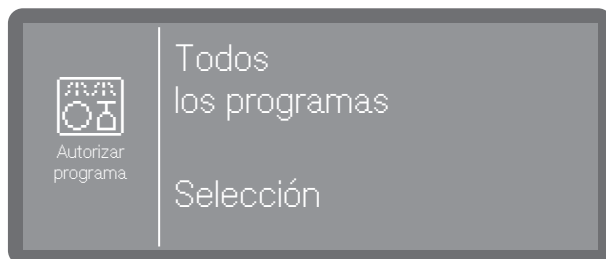 Autorizar
programa
Todos
los programas
Selección